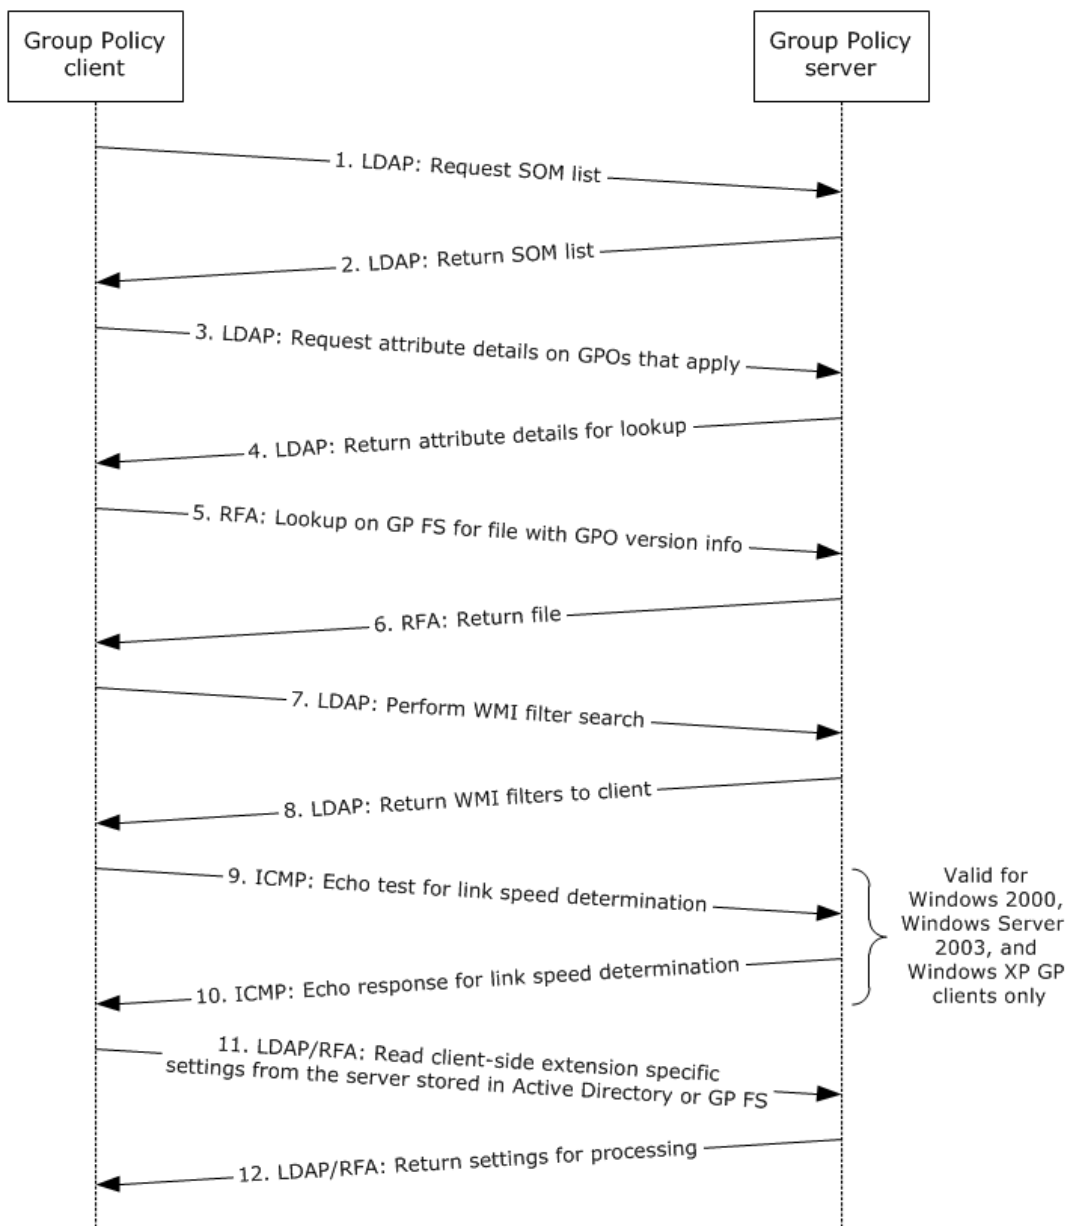 Group Policy
client
Group Policy
server
1. LDAP: Request SOM list
2. LDAP: Return SOM list
3. LDAP: Request attribute details on GPOs that apply
4. LDAP: Return attribute details for lookup
5. RFA: Lookup on GP FS for file with GPO version info
6. RFA: Return file
7. LDAP: Perform WMI filter search
8. LDAP: Return WMI filters to client
9. ICMP: Echo test for link speed determination
10. ICMP: Echo response for link speed determination
Valid for
Windows 2000,
Windows Server
2003, and
Windows XP GP
clients only
11. LDAP/RFA: Read client-side extension specific
settings from the server stored in Active Directory or GP FS
12. LDAP/RFA: Return settings for processing